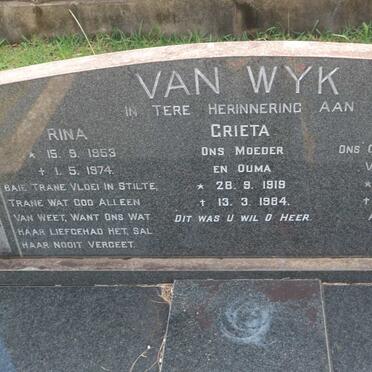 VAN WYK
IN TERE HERINNERING AAN
RINA
* 15. 9. 1953
† 1. 5. 1974.
BAIE TRANE VLOEI IN STILTE,
TRANE WAT GOD ALLEEN
VAN WEET, WANT ONS WAT
HAAR LIEFGEHAD HET, SAL
HAAR NOOIT VERGEET.
GRIETA
ONS MOEDER
EN OUMA
* 28. 9. 1919
† 13. 3. 1984.
DIT WAS U WIL O HEER.
ONS